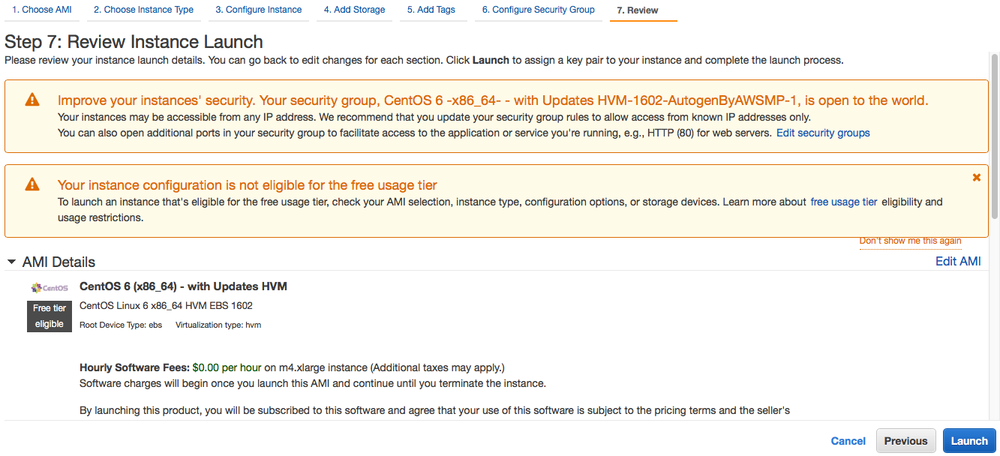 1. Choose AMI 2. Choose Instance Type 3. Configure Instance 4. Add Storage 5. Add Tags 6. Configure Security Group 7. Review
Step 7: Review Instance Launch
Please review your instance launch details. You can go back to edit changes for each section. Click Launch to assign a key pair to your instance and complete the launch process.
Improve your instances' security. Your security group, CentOS 6 -x86_64- - with Updates HVM-1602-AutogenByAWSMP-1, is open to the world.
Your instances may be accessible from any IP address. We recommend that you update your security group rules to allow access from known IP addresses only.
You can also open additional ports in your security group to facilitate access to the application or service you're running, e.g., HTTP (80) for web servers. Edit security groups
Your instance configuration is not eligible for the free usage tier
To launch an instance that's eligible for the free usage tier, check your AMI selection, instance type, configuration options, or storage devices. Learn more about free usage tier eligibility and
usage restrictions.
Don't show me this again
AMI Details Edit AMI
CentOS CentOS 6 (x86_64) - with Updates HVM
Free tier
eligible
CentOS Linux 6 x86_64 HVM EBS 1602
Root Device Type: ebs Virtualization type: hvm
Hourly Software Fees: $0.00 per hour on m4.xlarge instance (Additional taxes may apply.)
Software charges will begin once you launch this AMI and continue until you terminate the instance.
By launching this product, you will be subscribed to this software and agree that your use of this software is subject to the pricing terms and the seller's
Cancel Previous Launch